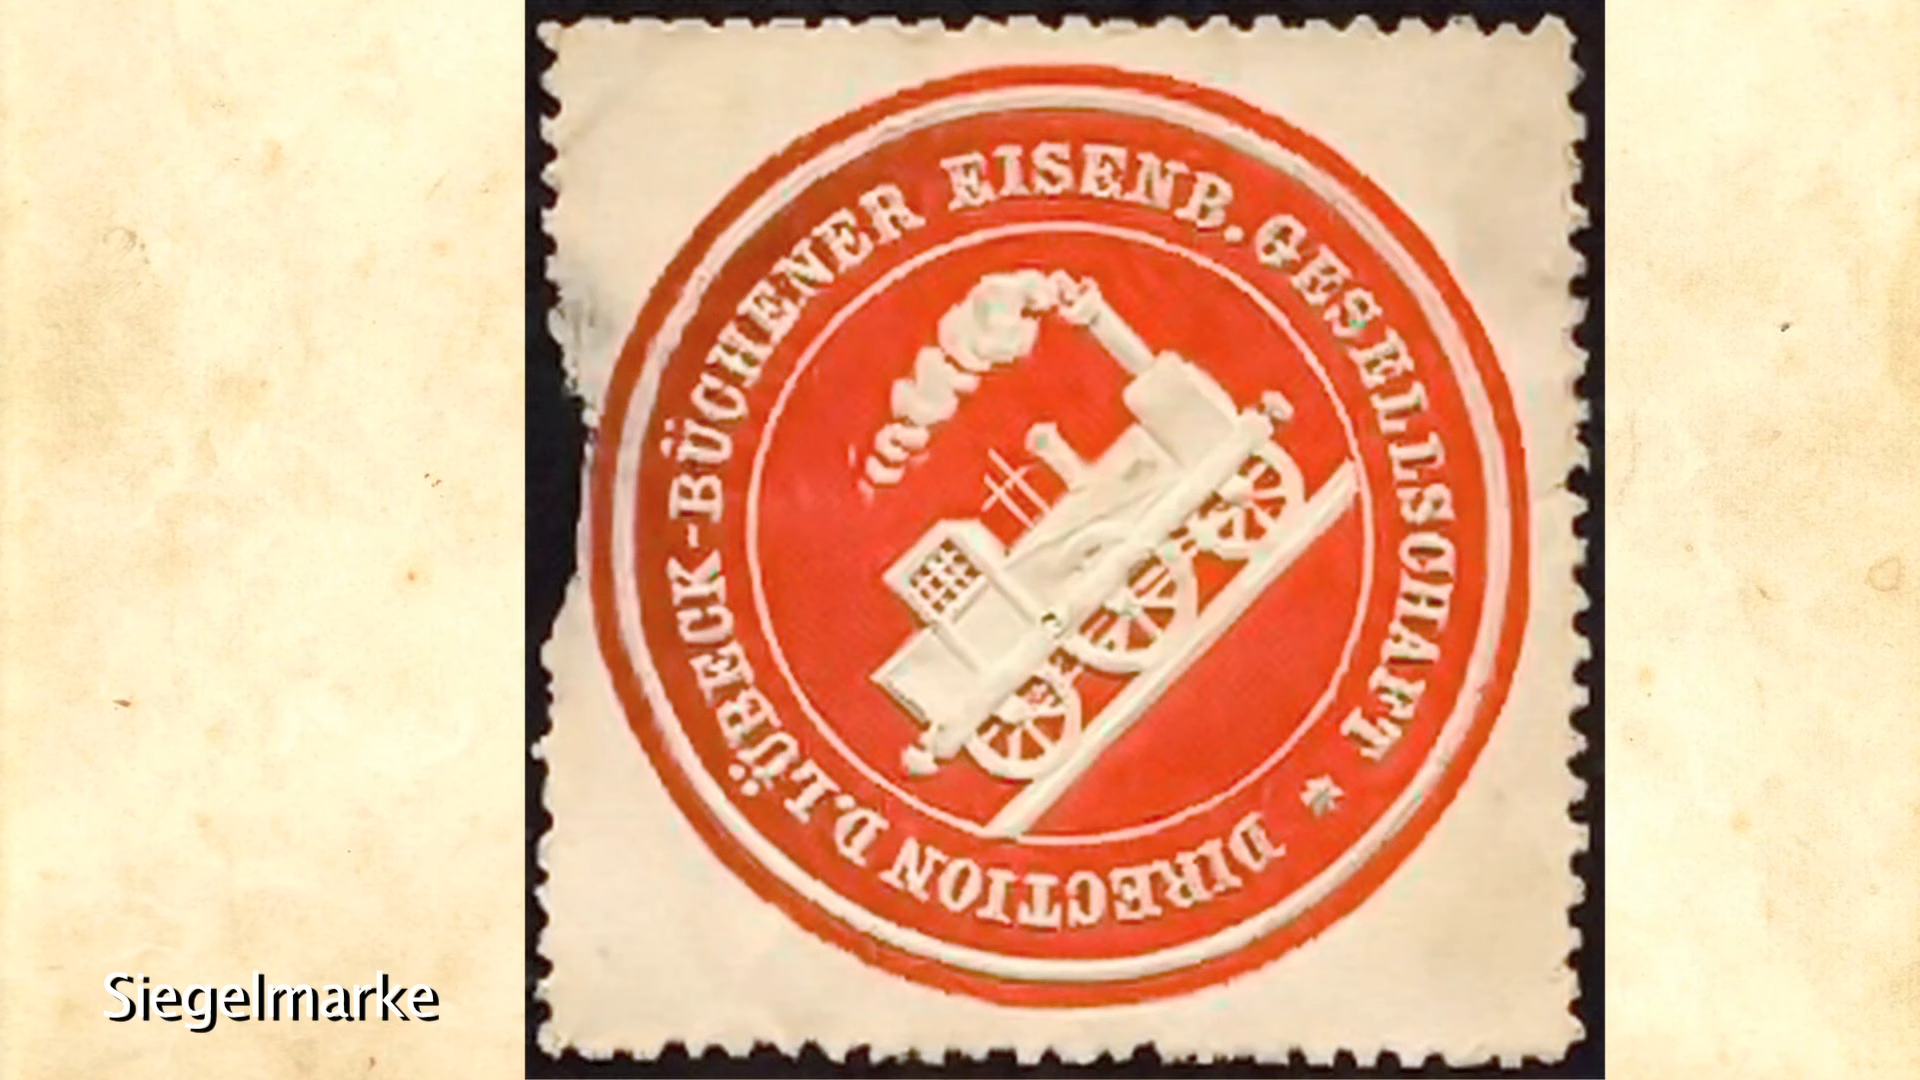 DIRECTION D. LÜBECK-BÜCHENER EISENB. GESELLSCHAFT *
Siegelmarke